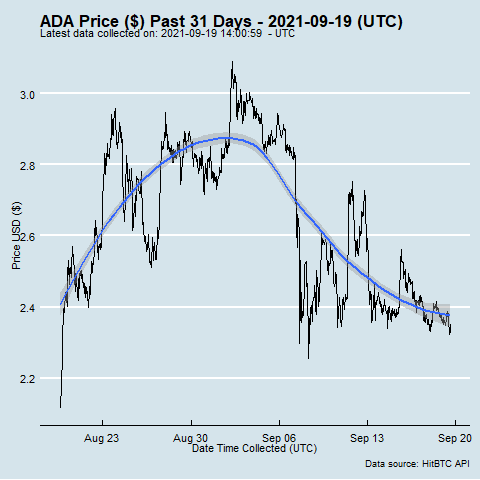 ADA Price ($) Past 31 Days - 2021-09-19 (UTC)
Latest data collected on: 2021-09-19 14:00:59  - UTC
3.0
2.8
2.6
2.4
2.2
Price USD ($)
Aug 23 Aug 30 Sep 06 Sep 13 Sep 20
Date Time Collected (UTC)
Data source: HitBTC API